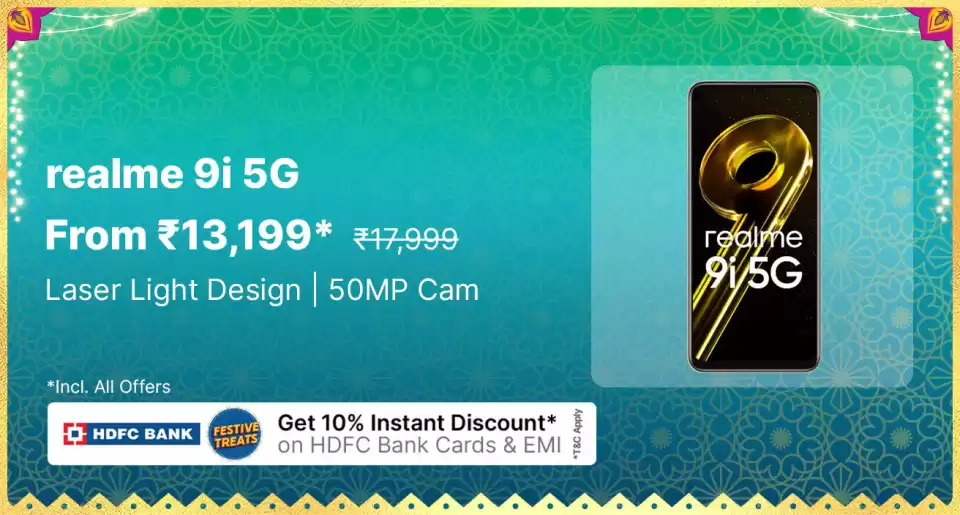 realme 9i 5G
From ₹13,199* ₹17,999
Laser Light Design | 50MP Cam
realme
9i 5G
*Incl. All Offers
HDFC BANK
FESTIVE
TREATS
Get 10% Instant Discount*
on HDFC Bank Cards & EMI
*T&C Apply